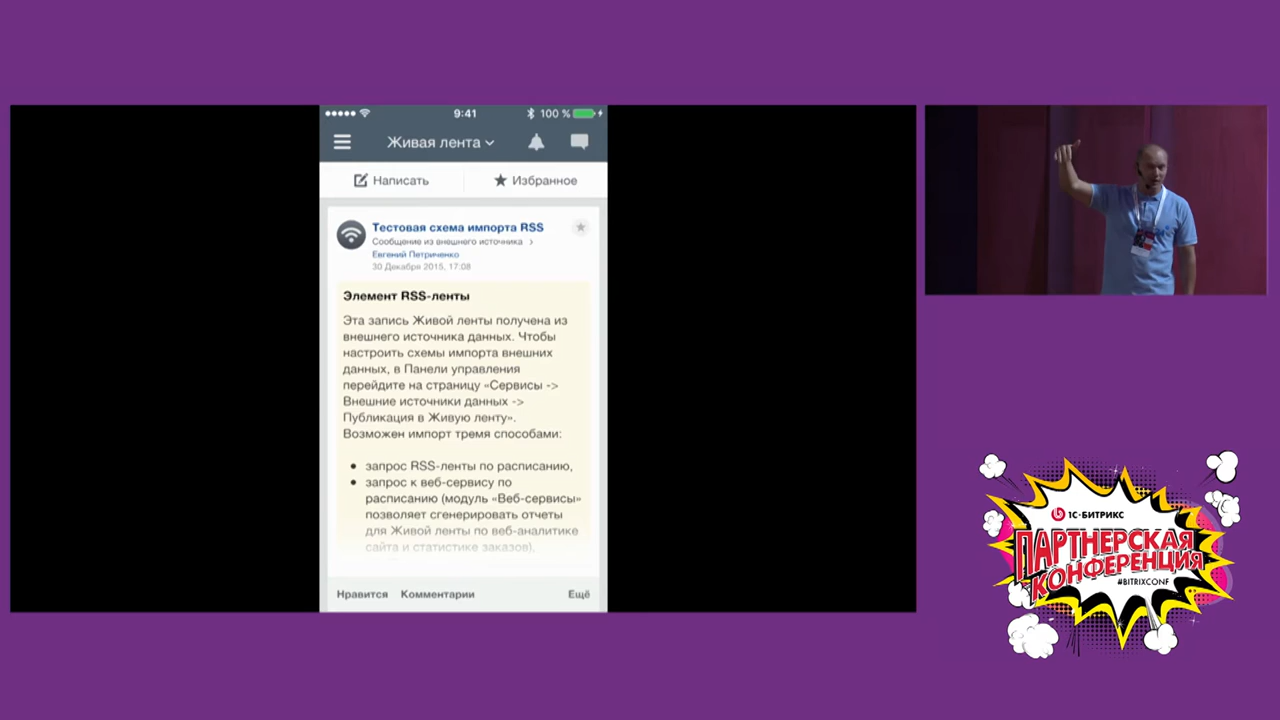 9:41
100 %
Живая лента
Написать
Избранное
Тестовая схема импорта RSS
Сообщение из внешнего источника
Евгений Петриченко
30 Декабря 2015, 17:08
Элемент RSS-ленты
Эта запись Живой ленты получена из
внешнего источника данных. Чтобы
настроить схемы импорта внешних
данных, в Панели управления
перейдите на страницу «Сервисы ->
Внешние источники данных ->
Публикация в Живую ленту».
Возможен импорт тремя способами:
запрос RSS-ленты по расписанию,
запрос к веб-сервису по
расписанию (модуль «Веб-сервисы»
позволяет сгенерировать отчеты
для Живой ленты по веб-аналитике
сайта и статистике заказов),
Нравится
Комментарии
Ещё
1С-БИТРИКС
ПАРТНЕРСКАЯ
КОНФЕРЕНЦИЯ
#BITRIXCONF